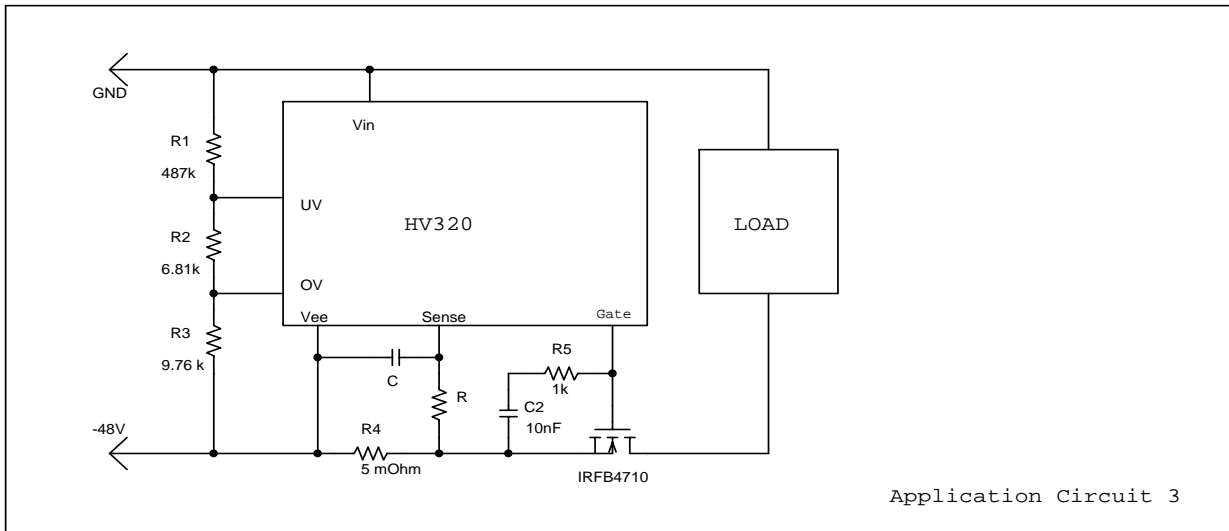 GND
Vin
R1
487k
UV
HV320
LOAD
R2
6.81k
OV
Vee
Sense
Gate
R3
9.76 k
R5
1k
C
R
C2
10nF
-48V
R4
5 mOhm
IRFB4710
Application Circuit 3